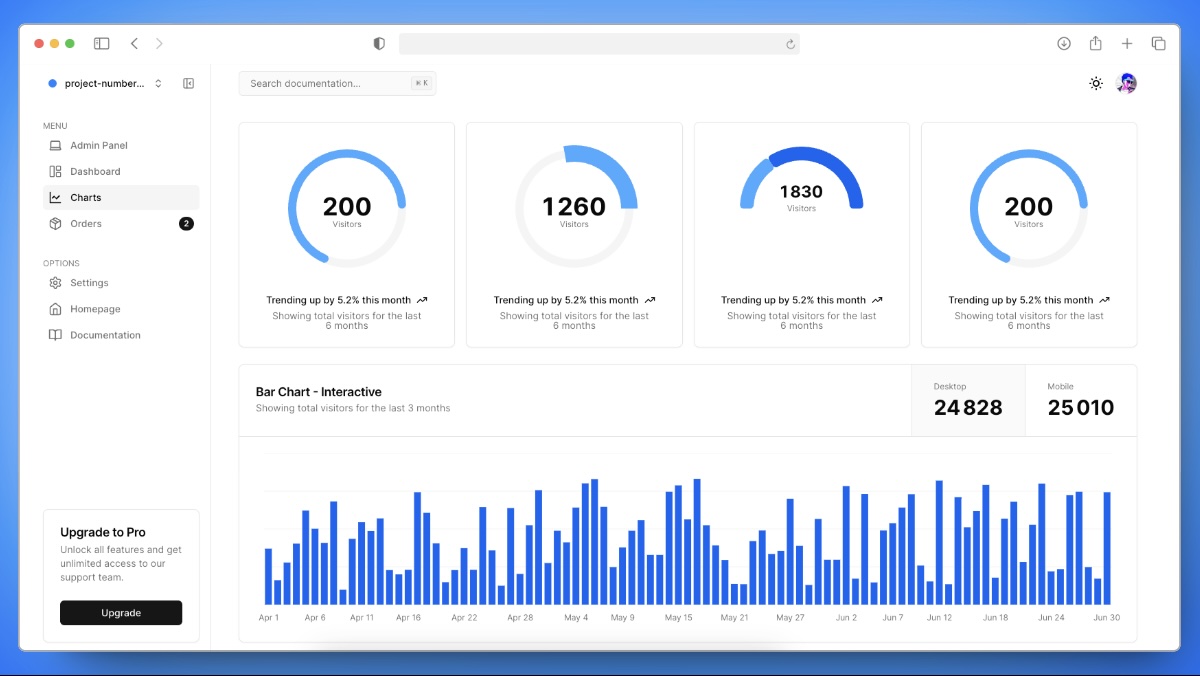 project-number...
Search documentation...
⌘ K
MENU
Admin Panel
Dashboard
Charts
Orders
2
OPTIONS
Settings
Homepage
Documentation
Upgrade to Pro
Unlock all features and get
unlimited access to our
support team.
Upgrade
200
Visitors
Trending up by 5.2% this month
Showing total visitors for the last
6 months
1260
Visitors
Trending up by 5.2% this month
Showing total visitors for the last
6 months
1830
Visitors
Trending up by 5.2% this month
Showing total visitors for the last
6 months
200
Visitors
Trending up by 5.2% this month
Showing total visitors for the last
6 months
Bar Chart - Interactive
Showing total visitors for the last 3 months
Desktop
24 828
Mobile
25 010
Apr 1 Apr 6 Apr 11 Apr 16 Apr 22 Apr 28 May 4 May 9 May 15 May 21 May 27 Jun 2 Jun 7 Jun 12 Jun 18 Jun 24 Jun 30